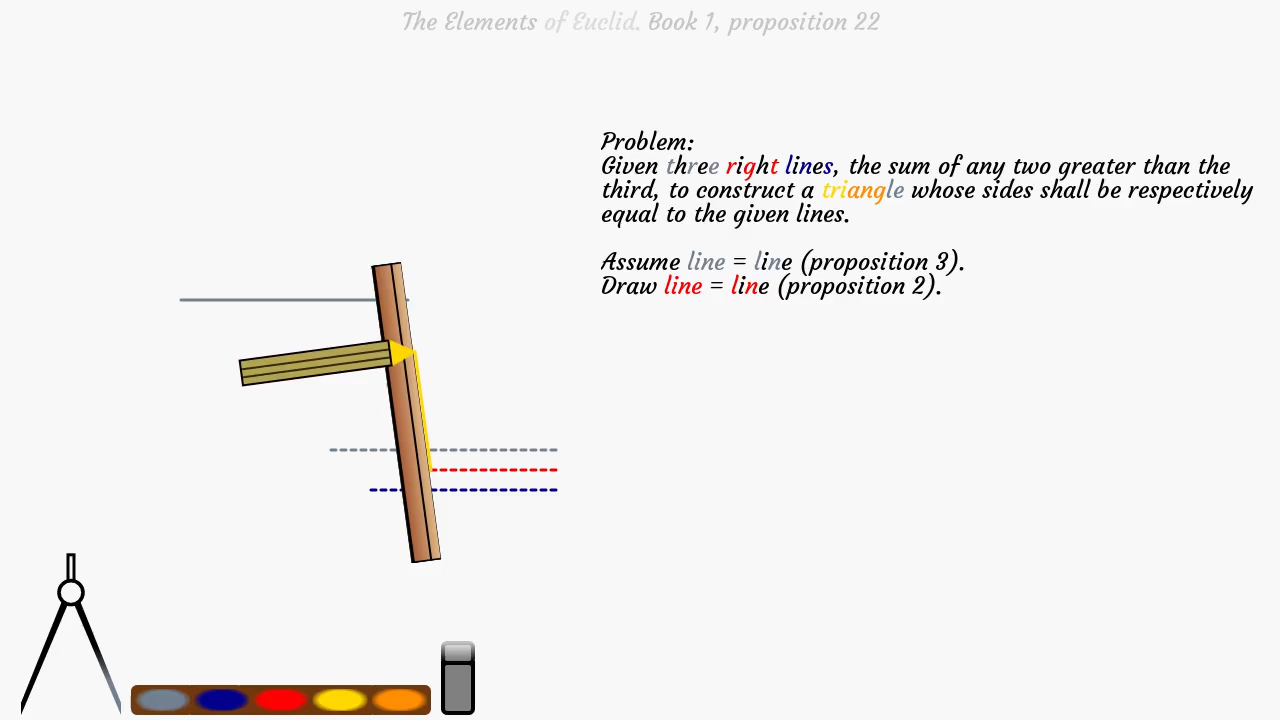 The Elements of Euclid. Book 1, proposition 22
Problem:
Given three right lines, the sum of any two greater than the
third, to construct a triangle whose sides shall be respectively
equal to the given lines.
Assume line = line (proposition 3).
Draw line = line (proposition 2).